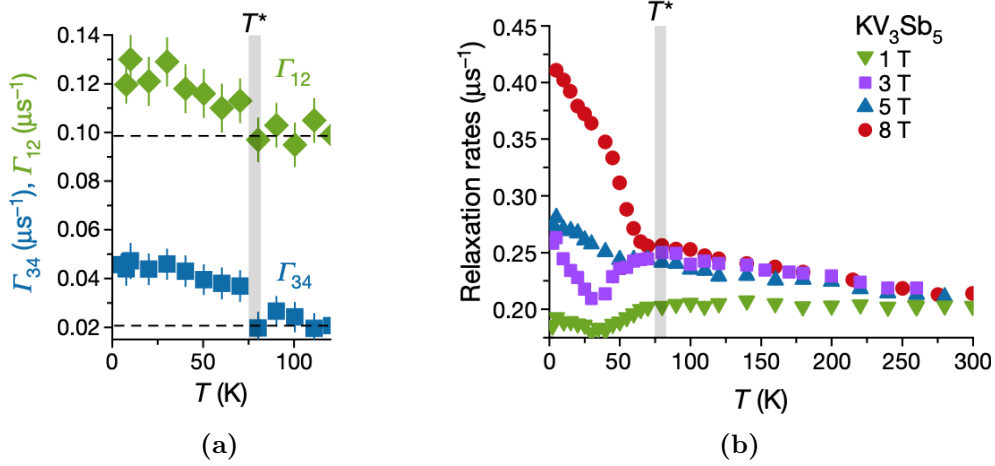 T*
Γ₃₄ (μs⁻¹), Γ₁₂ (μs⁻¹)
0.14
0.12
0.10
0.08
0.06
0.04
0.02
Γ₁₂
Γ₃₄
0
50
100
T (K)
(a)
T*
Relaxation rates (μs⁻¹)
0.45
0.40
0.35
0.30
0.25
0.20
KV₃Sb₅
1 T
3 T
5 T
8 T
0
50
100
150
200
250
300
T (K)
(b)